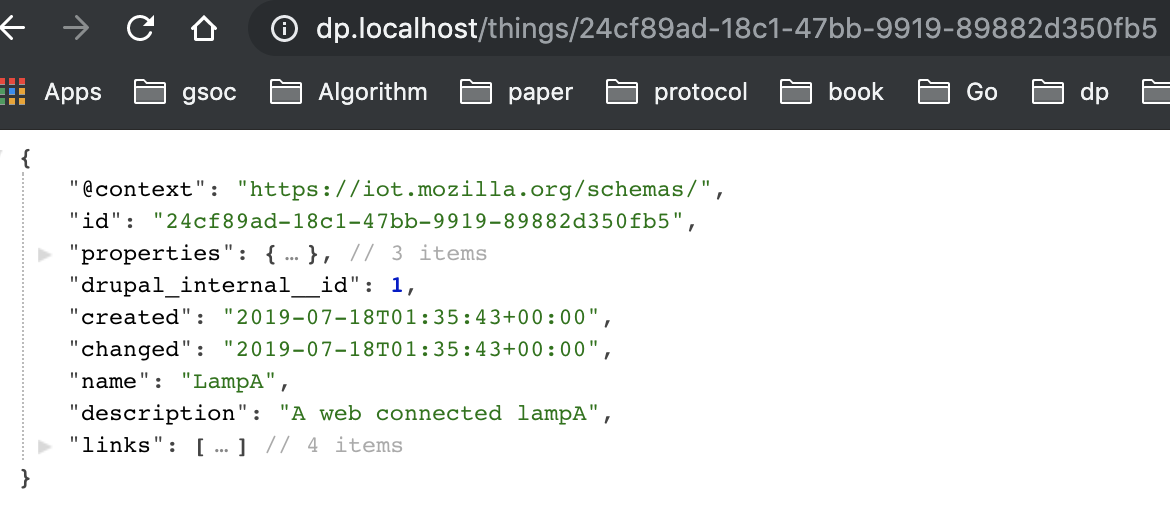 dp.localhost/things/24cf89ad-18c1-47bb-9919-89882d350fb5
Apps gsoc Algorithm paper protocol book Go dp
{
"@context": "https://iot.mozilla.org/schemas/",
"id": "24cf89ad-18c1-47bb-9919-89882d350fb5",
"properties": { … }, // 3 items
"drupal_internal__id": 1,
"created": "2019-07-18T01:35:43+00:00",
"changed": "2019-07-18T01:35:43+00:00",
"name": "LampA",
"description": "A web connected lampA",
"links": [ … ] // 4 items
}